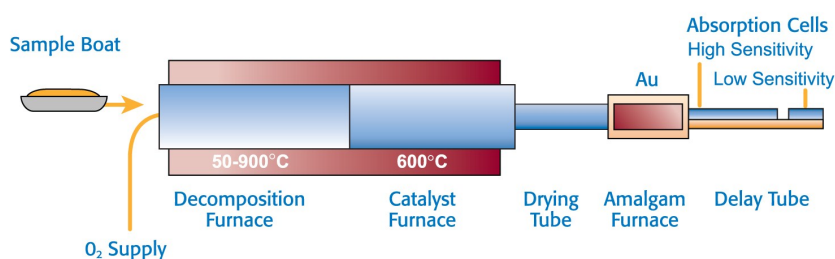 Sample Boat
Absorption Cells
High Sensitivity
Au
Low Sensitivity
50-900°C
600°C
Decomposition
Furnace
Catalyst
Furnace
Drying
Tube
Amalgam
Furnace
Delay Tube
O₂ Supply